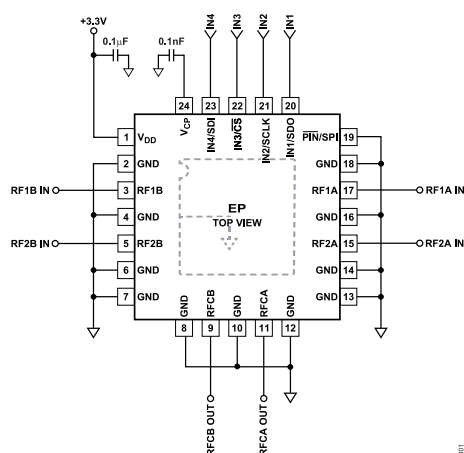 +3.3V
0.1µF
0.1nF
IN4
IN3
IN2
IN1
24
23
22
21
20
VCP
IN4/SDI
IN3/CS
IN2/SCLK
IN1/SDO
1
VDD
PIN/SPI
19
2
GND
GND
18
RF1B IN
3
RF1B
RF1A
17
RF1A IN
4
GND
GND
16
EP
TOP VIEW
RF2B IN
5
RF2B
RF2A
15
RF2A IN
6
GND
GND
14
7
GND
GND
13
GND
RFCB
GND
RFCA
GND
8
9
10
11
12
RFCB OUT
RFCA OUT